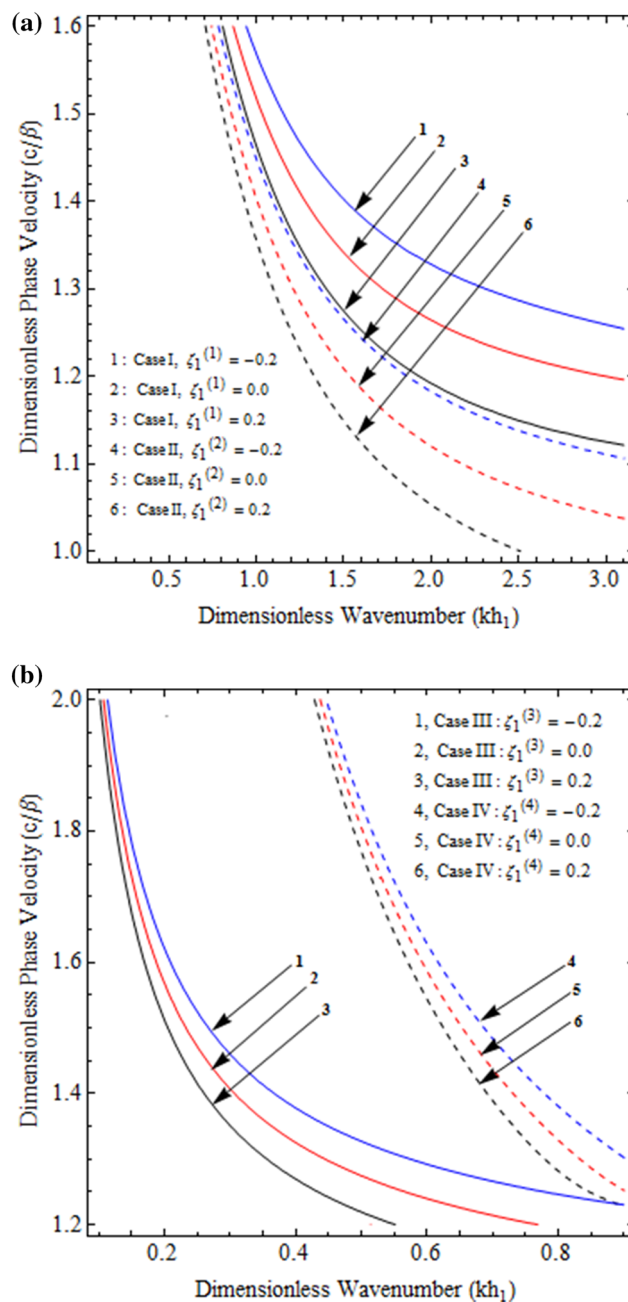 (a)
1.6
1.5
1.4
1.3
1.2
1.1
1.0
Dimensionless Phase Velocity (c/β)
1
2
3
4
5
6
1 : Case I, ζ₁⁽¹⁾ = −0.2
2 : Case I, ζ₁⁽¹⁾ = 0.0
3 : Case I, ζ₁⁽¹⁾ = 0.2
4 : Case II, ζ₁⁽²⁾ = −0.2
5 : Case II, ζ₁⁽²⁾ = 0.0
6 : Case II, ζ₁⁽²⁾ = 0.2
0.5 1.0 1.5 2.0 2.5 3.0
Dimensionless Wavenumber (kh₁)
(b)
2.0
1.8
1.6
1.4
1.2
Dimensionless Phase Velocity (c/β)
1, Case III : ζ₁⁽³⁾ = −0.2
2, Case III : ζ₁⁽³⁾ = 0.0
3, Case III : ζ₁⁽³⁾ = 0.2
4, Case IV : ζ₁⁽⁴⁾ = −0.2
5, Case IV : ζ₁⁽⁴⁾ = 0.0
6, Case IV : ζ₁⁽⁴⁾ = 0.2
1
2
3
4
5
6
0.2 0.4 0.6 0.8
Dimensionless Wavenumber (kh₁)